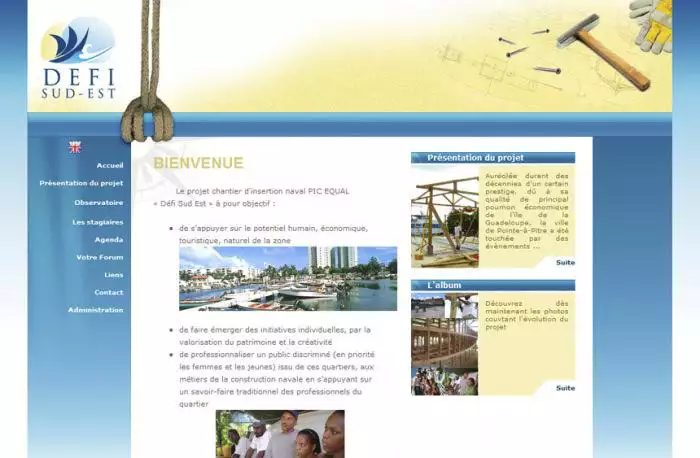 DEFI
SUD-EST
Accueil
Présentation du projet
Observatoire
Les stagiaires
Agenda
Votre Forum
Liens
Contact
Administration
BIENVENUE
Le projet chantier d'insertion naval PIC EQUAL
« Défi Sud Est » à pour objectif :
de s'appuyer sur le potentiel humain, économique,
touristique, naturel de la zone
de faire émerger des initiatives individuelles, par la
valorisation du patrimoine et la créativité
de professionnaliser un public discriminé (en priorité
les femmes et les jeunes) issu de ces quartiers, aux
métiers de la construction navale en s'appuyant sur
un savoir-faire traditionnel des professionnels du
quartier
Présentation du projet
Auréolée durant des
décennies d'un certain
prestige, dû à sa
qualité de principal
poumon économique
de l'île de la
Guadeloupe, la ville
de Pointe-à-Pitre a été
touchée par des
évènements ...
Suite
L'album
Découvrez dès
maintenant les photos
couvtant l'évolution du
projet
Suite